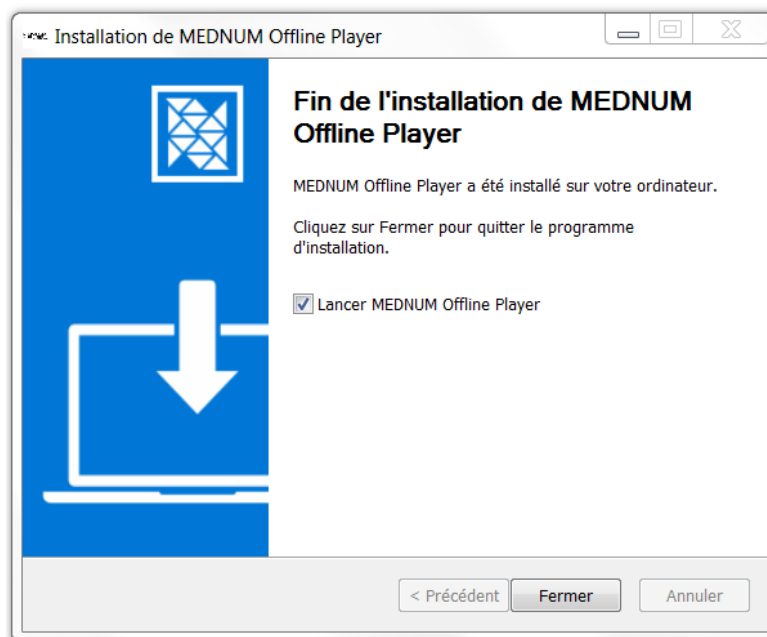 Installation de MEDNUM Offline Player
Fin de l'installation de MEDNUM
Offline Player
MEDNUM Offline Player a été installé sur votre ordinateur.
Cliquez sur Fermer pour quitter le programme
d'installation.
Lancer MEDNUM Offline Player
< Précédent
Fermer
Annuler